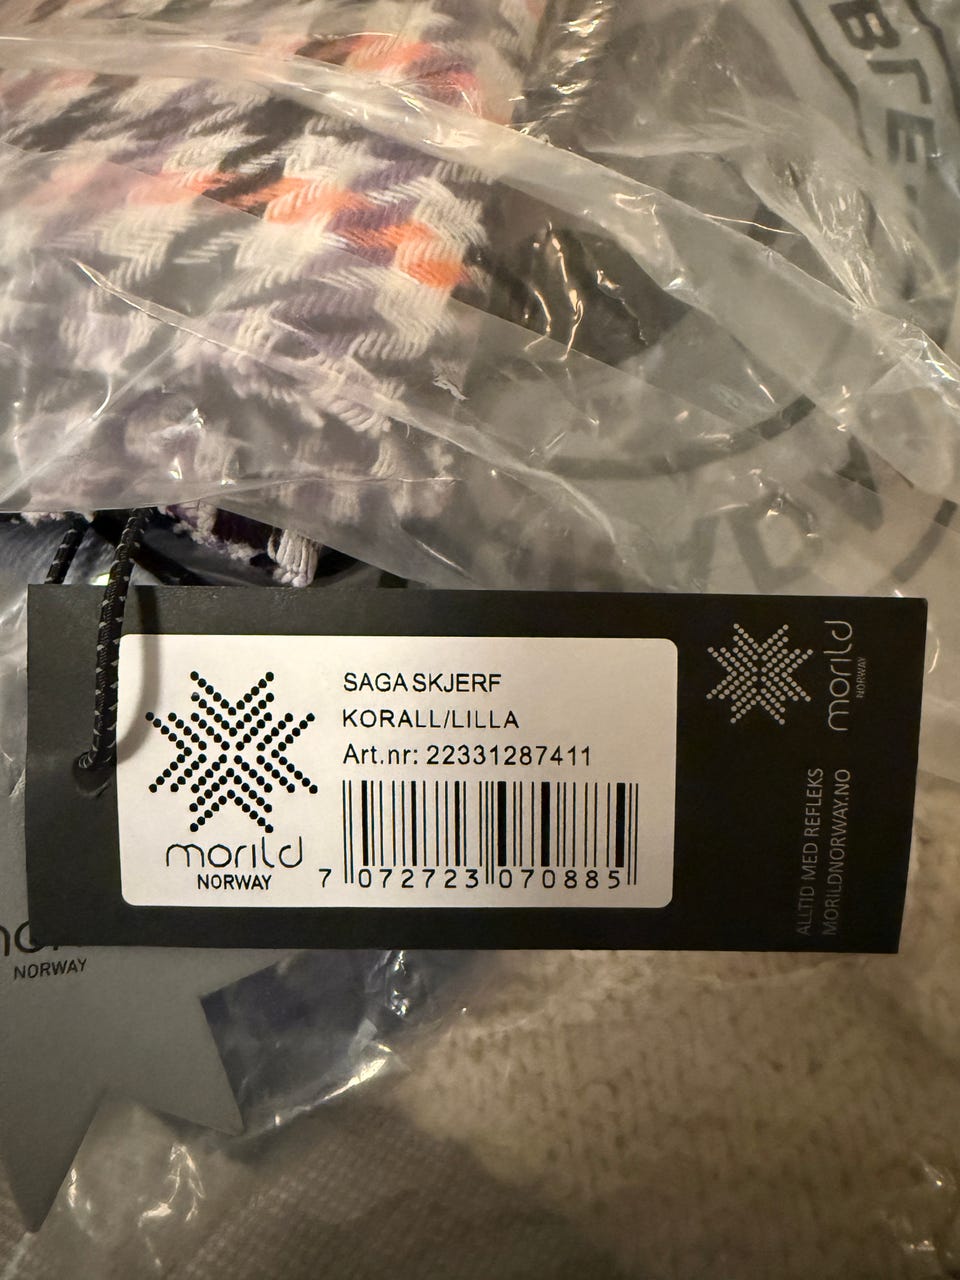 SAGA SKJERF
KORALL/LILLA
Art.nr: 22331287411
morild
NORWAY
7 072723 070885
morild
NORWAY
ALLTID MED REFLEKS
MORILDNORWAY.NO
NORWAY